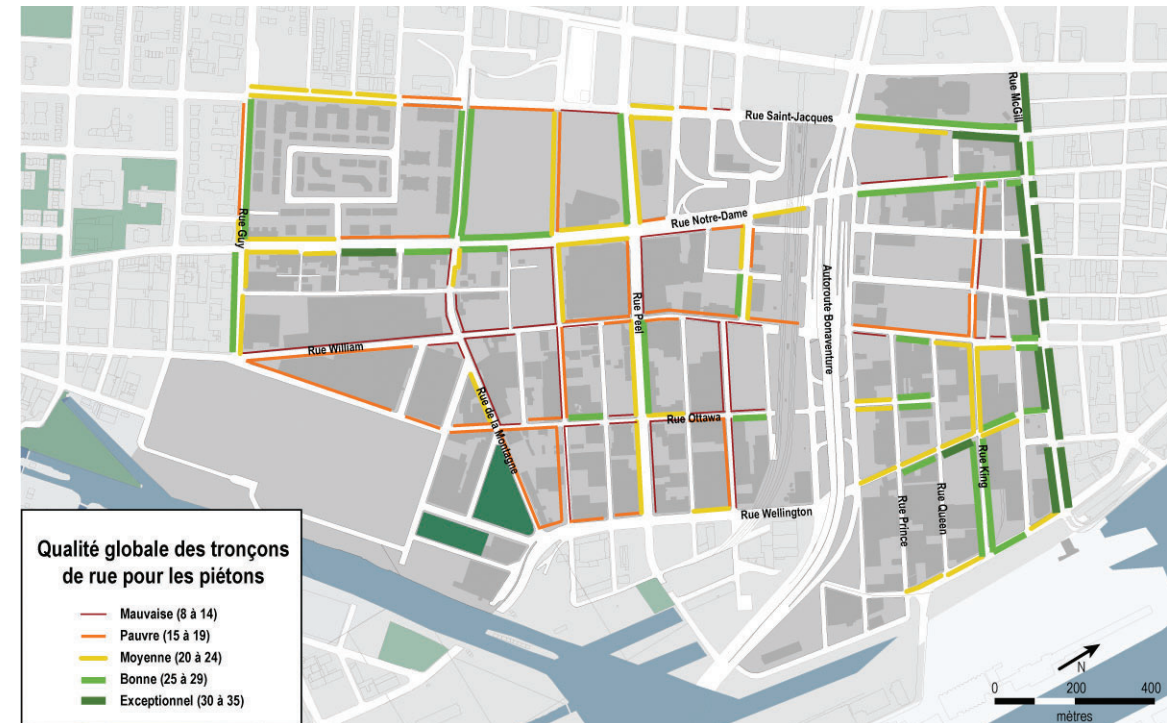 Rue McGill
Rue Saint-Jacques
Rue Guy
Rue Notre-Dame
Rue Peel
Autoroute Bonaventure
Rue William
Rue de la Montagne
Rue Ottawa
Rue King
Rue Queen
Rue Prince
Rue Wellington
Qualité globale des tronçons
de rue pour les piétons
Mauvaise (8 à 14)
Pauvre (15 à 19)
Moyenne (20 à 24)
Bonne (25 à 29)
Exceptionnel (30 à 35)
N
0 200 400
mètres